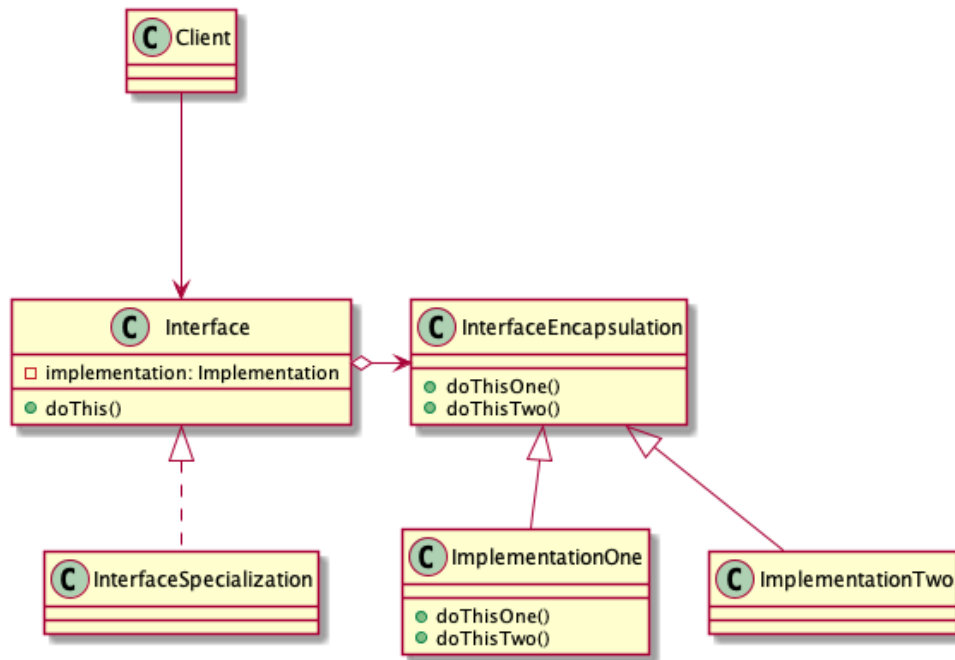 C Client
C Interface
implementation: Implementation
doThis()
C InterfaceEncapsulation
doThisOne()
doThisTwo()
C InterfaceSpecialization
C ImplementationOne
doThisOne()
doThisTwo()
C ImplementationTwo